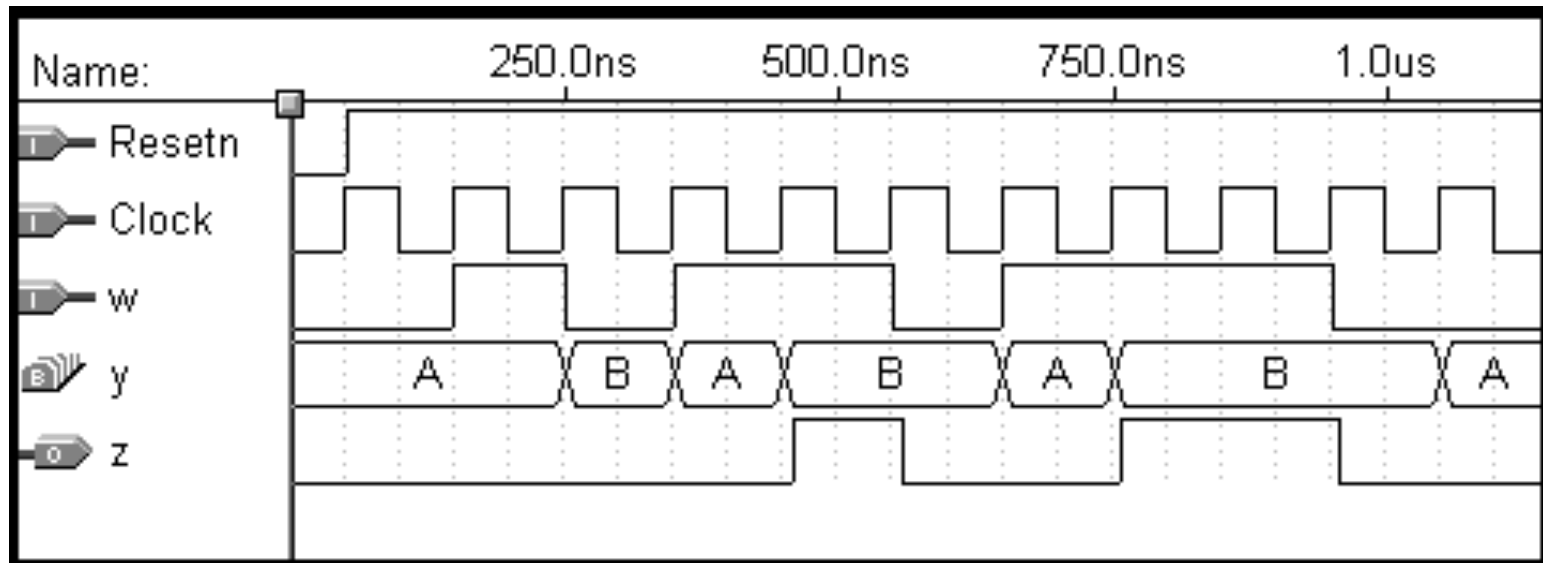 Name: 250.0ns 500.0ns 750.0ns 1.0us
I Resetn
I Clock
I w
B y A B A B A B A
O z